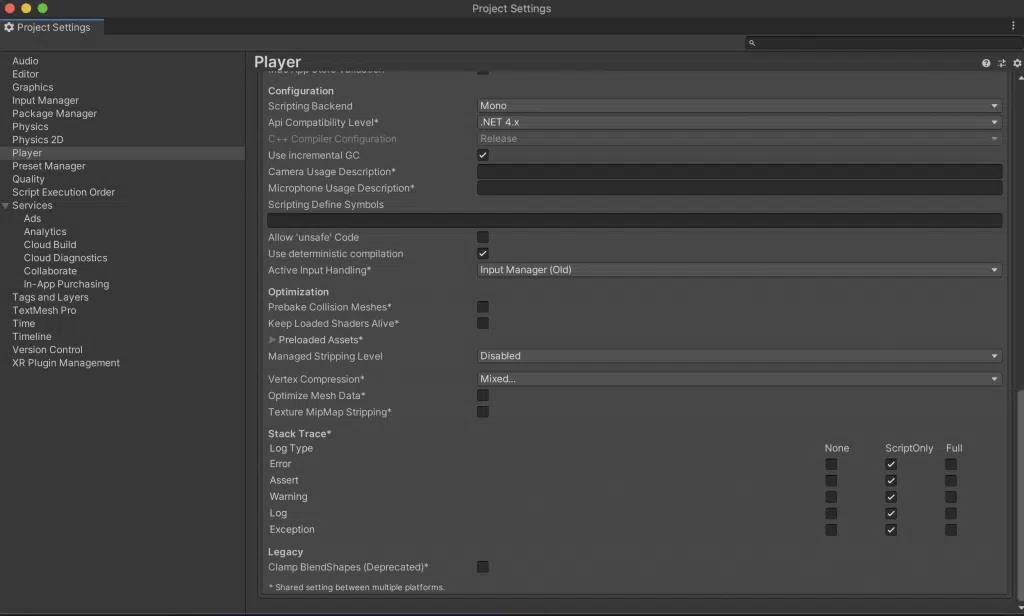 Project Settings
Project Settings
Audio
Editor
Graphics
Input Manager
Package Manager
Physics
Physics 2D
Player
Preset Manager
Quality
Script Execution Order
Services
Ads
Analytics
Cloud Build
Cloud Diagnostics
Collaborate
In-App Purchasing
Tags and Layers
TextMesh Pro
Time
Timeline
Version Control
XR Plugin Management
Player
Mac App Store Validation
Configuration
Scripting Backend Mono
Api Compatibility Level* .NET 4.x
C++ Compiler Configuration Release
Use incremental GC
Camera Usage Description*
Microphone Usage Description*
Scripting Define Symbols
Allow 'unsafe' Code
Use deterministic compilation
Active Input Handling* Input Manager (Old)
Optimization
Prebake Collision Meshes*
Keep Loaded Shaders Alive*
Preloaded Assets*
Managed Stripping Level Disabled
Vertex Compression* Mixed...
Optimize Mesh Data*
Texture MipMap Stripping*
Stack Trace*
Log Type None ScriptOnly Full
Error
Assert
Warning
Log
Exception
Legacy
Clamp BlendShapes (Deprecated)*
* Shared setting between multiple platforms.